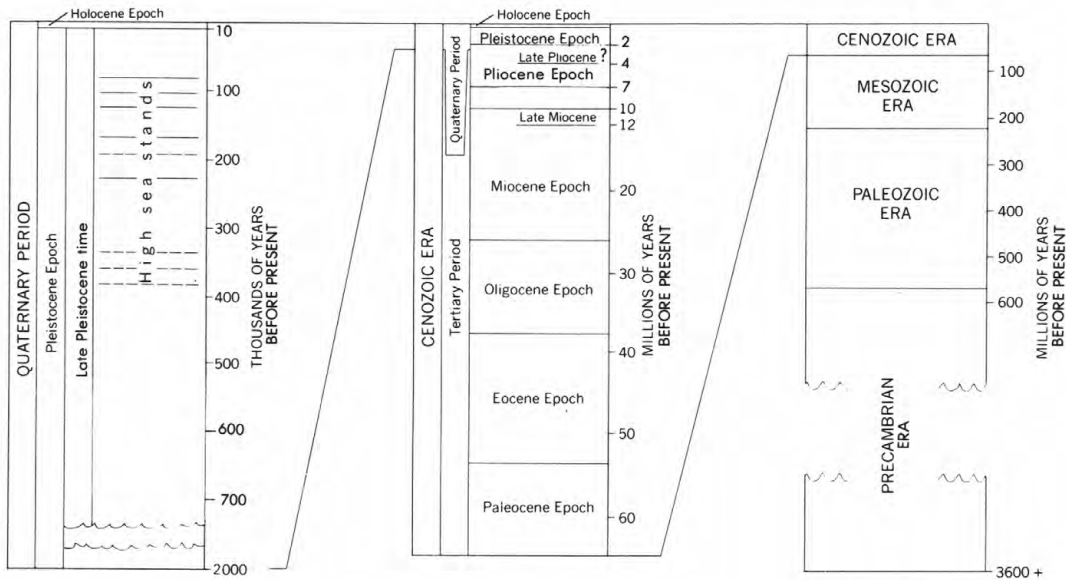 Holocene Epoch
QUATERNARY PERIOD
Pleistocene Epoch
Late Pleistocene time
High sea stands
10
100
200
300
400
500
600
700
2000
THOUSANDS OF YEARS
BEFORE PRESENT
Holocene Epoch
CENOZOIC ERA
Quaternary Period
Tertiary Period
Pleistocene Epoch
2
Late Pliocene ?
4
Pliocene Epoch
7
10
Late Miocene
12
Miocene Epoch
20
30
Oligocene Epoch
40
Eocene Epoch
50
Paleocene Epoch
60
MILLIONS OF YEARS
BEFORE PRESENT
CENOZOIC ERA
MESOZOIC
ERA
PALEOZOIC
ERA
PRECAMBRIAN
ERA
100
200
300
400
500
600
3600 +
MILLIONS OF YEARS
BEFORE PRESENT